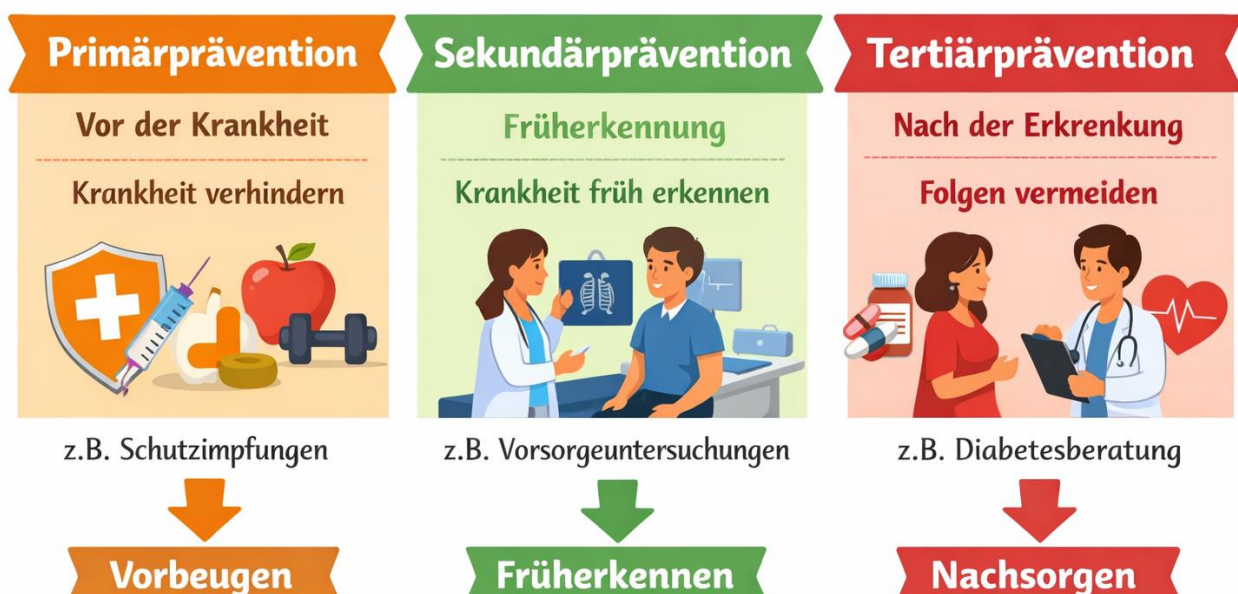 Primärprävention
Vor der Krankheit
Krankheit verhindern
z.B. Schutzimpfungen
Vorbeugen
Sekundärprävention
Früherkennung
Krankheit früh erkennen
z.B. Vorsorgeuntersuchungen
Früherkennen
Tertiärprävention
Nach der Erkrenkung
Folgen vermeiden
z.B. Diabetesberatung
Nachsorgen